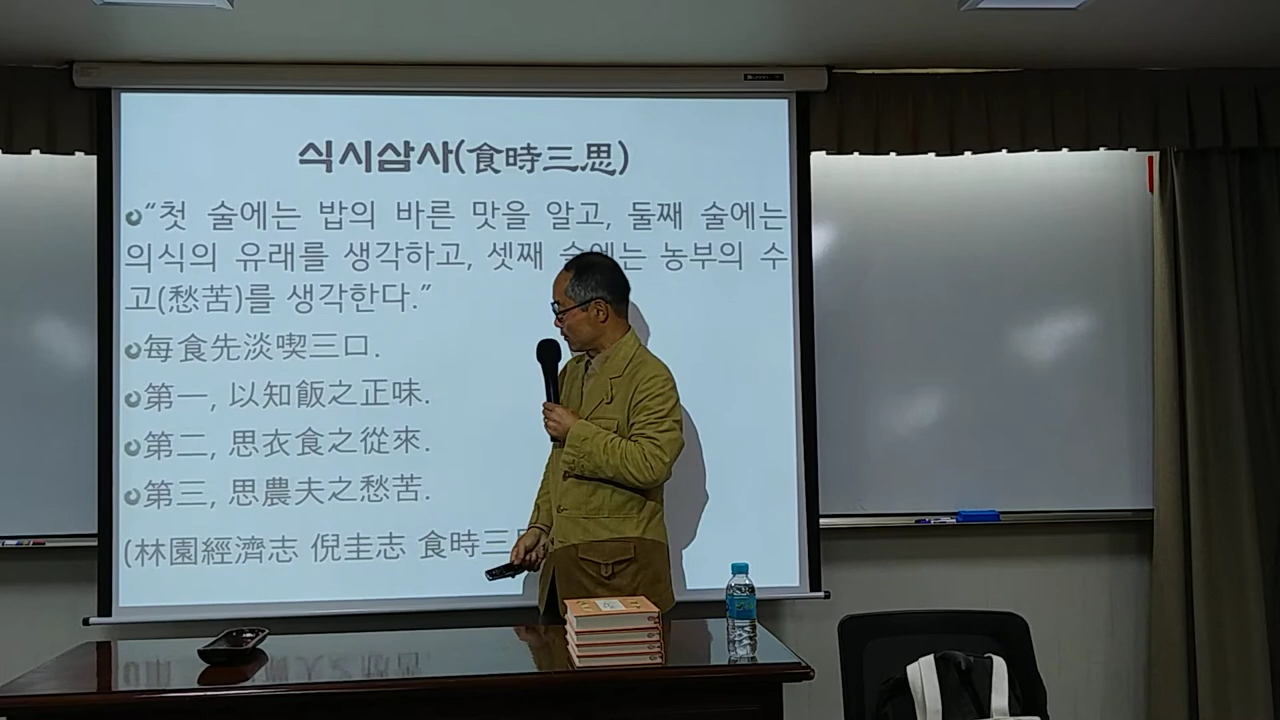 식시삼사(食時三思)
“첫 술에는 밥의 바른 맛을 알고, 둘째 술에는
의식의 유래를 생각하고, 셋째 술에는 농부의 수
고(愁苦)를 생각한다.”
每食先淡喫三口.
第一, 以知飯之正味.
第二, 思衣食之從來.
第三, 思農夫之愁苦.
(林園經濟志 倪圭志 食時三